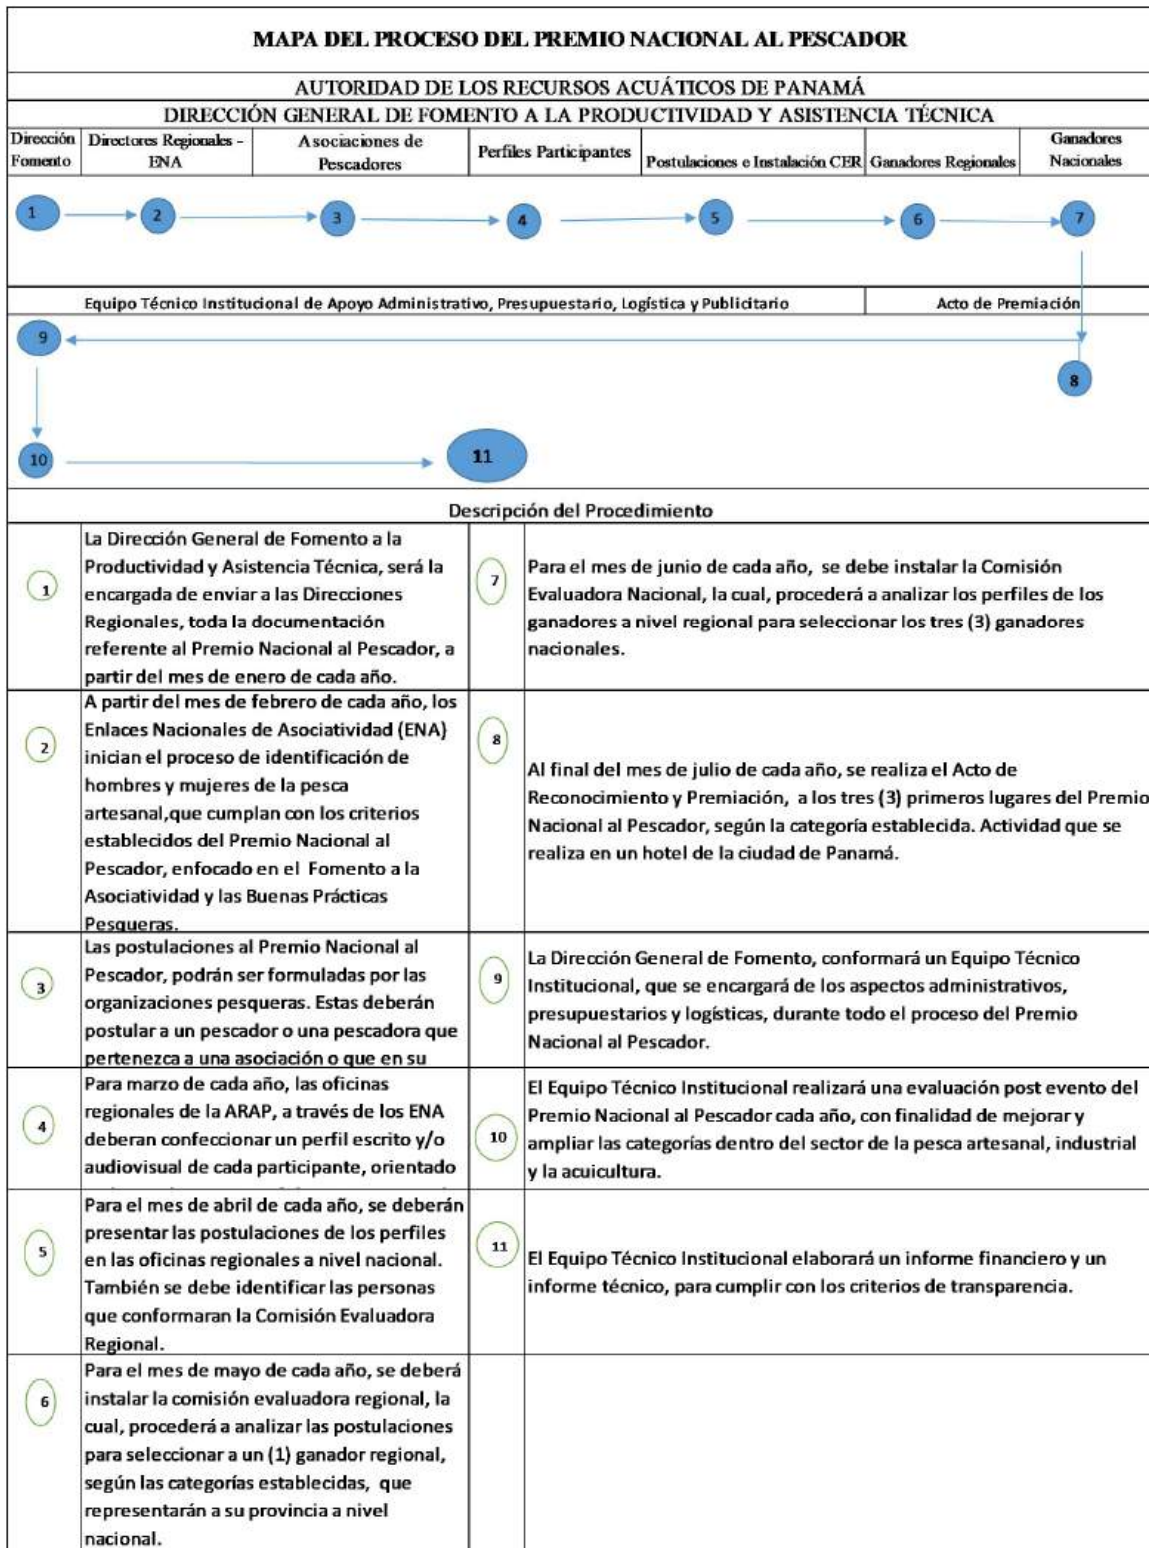 MAPA DEL PROCESO DEL PREMIO NACIONAL AL PESCADOR
AUTORIDAD DE LOS RECURSOS ACUÁTICOS DE PANAMÁ
DIRECCIÓN GENERAL DE FOMENTO A LA PRODUCTIVIDAD Y ASISTENCIA TÉCNICA
Dirección
Fomento
Directores Regionales -
ENA
Asociaciones de
Pescadores
Perfiles Participantes
Postulaciones e Instalación CER
Ganadores Regionales
Ganadores
Nacionales
1
2
3
4
5
6
7
Equipo Técnico Institucional de Apoyo Administrativo, Presupuestario, Logística y Publicitario
Acto de Premiación
9
8
10
11
Descripción del Procedimiento
1
La Dirección General de Fomento a la
Productividad y Asistencia Técnica, será la
encargada de enviar a las Direcciones
Regionales, toda la documentación
referente al Premio Nacional al Pescador, a
partir del mes de enero de cada año.
7
Para el mes de junio de cada año, se debe instalar la Comisión
Evaluadora Nacional, la cual, procederá a analizar los perfiles de los
ganadores a nivel regional para seleccionar los tres (3) ganadores
nacionales.
2
A partir del mes de febrero de cada año, los
Enlaces Nacionales de Asociatividad (ENA)
inician el proceso de identificación de
hombres y mujeres de la pesca
artesanal,que cumplan con los criterios
establecidos del Premio Nacional al
Pescador, enfocado en el Fomento a la
Asociatividad y las Buenas Prácticas
Pesqueras.
8
Al final del mes de julio de cada año, se realiza el Acto de
Reconocimiento y Premiación, a los tres (3) primeros lugares del Premio
Nacional al Pescador, según la categoría establecida. Actividad que se
realiza en un hotel de la ciudad de Panamá.
3
Las postulaciones al Premio Nacional al
Pescador, podrán ser formuladas por las
organizaciones pesqueras. Estas deberán
postular a un pescador o una pescadora que
pertenezca a una asociación o que en su
9
La Dirección General de Fomento, conformará un Equipo Técnico
Institucional, que se encargará de los aspectos administrativos,
presupuestarios y logísticas, durante todo el proceso del Premio
Nacional al Pescador.
4
Para marzo de cada año, las oficinas
regionales de la ARAP, a través de los ENA
deberan confeccionar un perfil escrito y/o
audiovisual de cada participante, orientado
10
El Equipo Técnico Institucional realizará una evaluación post evento del
Premio Nacional al Pescador cada año, con finalidad de mejorar y
ampliar las categorías dentro del sector de la pesca artesanal, industrial
y la acuicultura.
5
Para el mes de abril de cada año, se deberán
presentar las postulaciones de los perfiles
en las oficinas regionales a nivel nacional.
También se debe identificar las personas
que conformaran la Comisión Evaluadora
Regional.
11
El Equipo Técnico Institucional elaborará un informe financiero y un
informe técnico, para cumplir con los criterios de transparencia.
6
Para el mes de mayo de cada año, se deberá
instalar la comisión evaluadora regional, la
cual, procederá a analizar las postulaciones
para seleccionar a un (1) ganador regional,
según las categorías establecidas, que
representarán a su provincia a nivel
nacional.